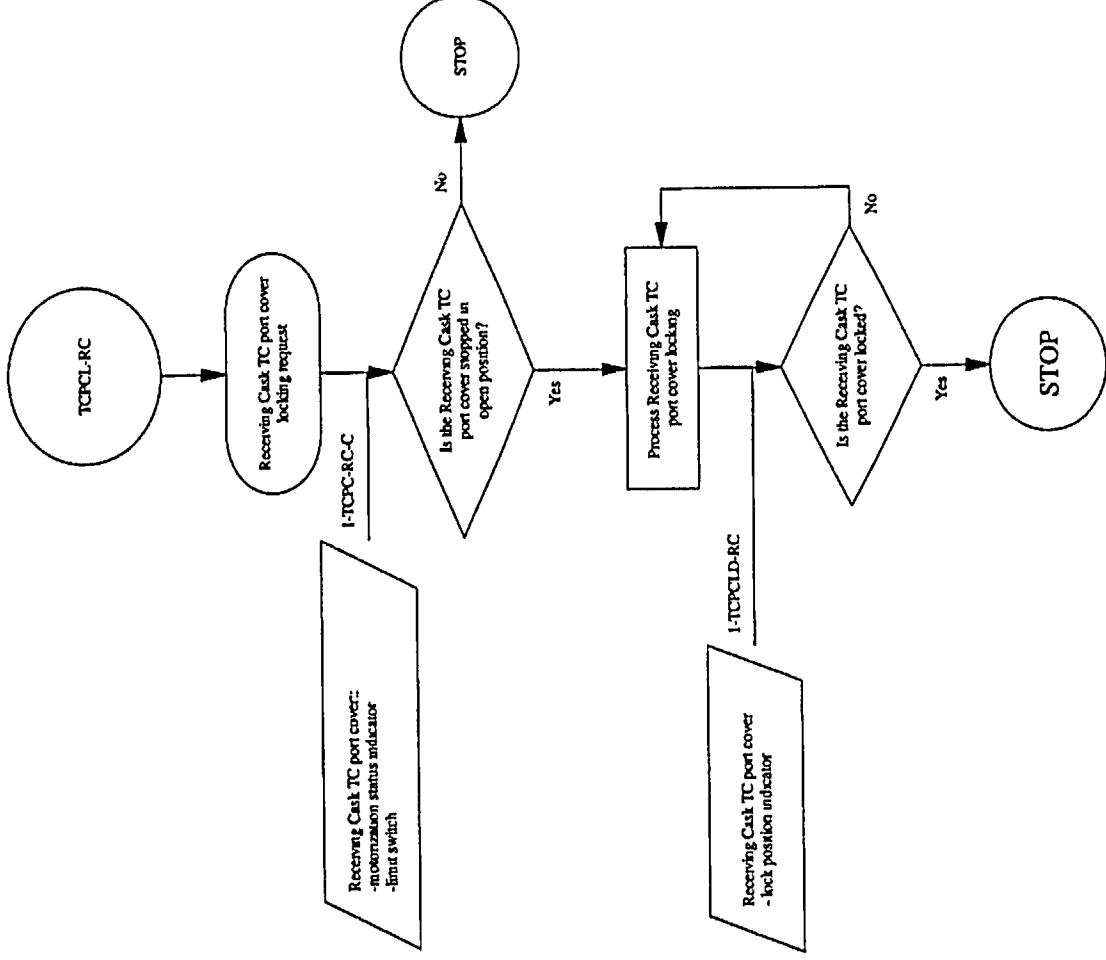 TCPCL-RC
Receiving Cask TC port cover
locking request
1-TCPC-RC-C
Receiving Cask TC port cover::
-motorization status indicator
-limit switch
Is the Receiving Cask TC
port cover stopped in
open position?
No
STOP
Yes
Process Receiving Cask TC
port cover locking
1-TCPCLD-RC
Receiving Cask TC port cover
- lock position indicator
Is the Receiving Cask TC
port cover locked?
No
Yes
STOP